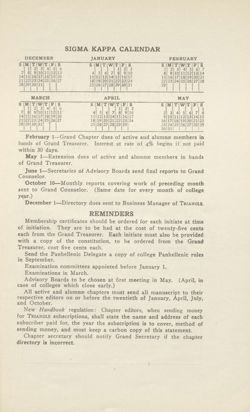 SIGMA KAPPA CALENDAR
DECEMBER JANUARY FEBRUARY
S M T W T F S S M T W T F S S M T W T F S
MARCH APRIL MAY
S M T W T F S S M T W T F S S M T W T F S
February 1—Grand Chapter dues of active and alumnæ members in
hands of Grand Treasurer. Interest at rate of 4% begins if not paid
within 30 days.
May 1—Extension dues of active and alumnæ members in hands
of Grand Treasurer.
June 1—Secretaries of Advisory Boards send final reports to Grand
Counselor.
October 10—Monthly reports covering work of preceding month
sent to Grand Counselor. (Same date for every month of college
year.)
December 1—Directory does sent to Business Manager of TRIANGLE.
REMINDERS
Membership certificates should be ordered for each initiate at time
of initiation. They are to be had at the cost of twenty-five cents
each from the Grand Treasurer. Each initiate must also be provided
with a copy of the constitution, to be ordered from the Grand
Treasurer, cost five cents each.
Send the Panhellenic Delegate a copy of college Panhellenic rules
in September.
Examination committees appointed before January 1.
Examinations in March.
Advisory Boards to be chosen at first meeting in May. (April, in
case of colleges which close early.)
All active and alumnæ chapters must send all manuscript to their
respective editors on or before the twentieth of January, April, July,
and October.
New Handbook regulation: Chapter editors, when sending money
for TRIANGLE subscriptions, shall state the name and address of each
subscriber paid for, the year the subscription is to cover, method of
sending money, and must keep a carbon copy of this statement.
Chapter secretary should notify Grand Secretary if the chapter
directory is incorrect.